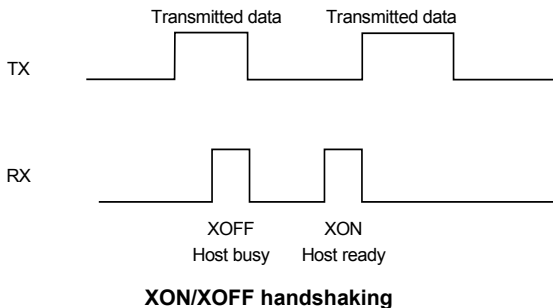 Transmitted data Transmitted data
TX
RX
XOFF XON
Host busy Host ready
XON/XOFF handshaking